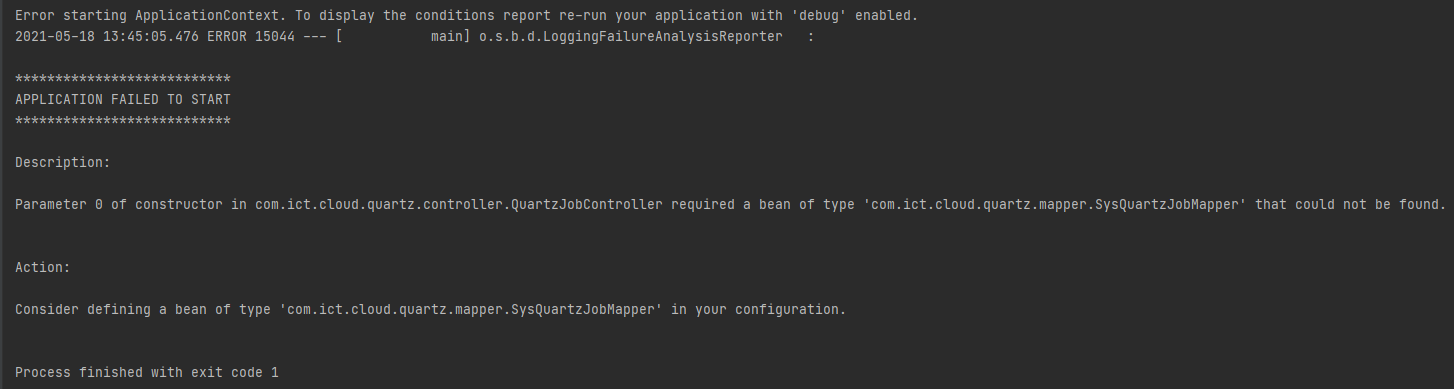 Error starting ApplicationContext. To display the conditions report re-run your application with 'debug' enabled.
2021-05-18 13:45:05.476 ERROR 15044 --- [           main] o.s.b.d.LoggingFailureAnalysisReporter   :
***************************
APPLICATION FAILED TO START
***************************
Description:
Parameter 0 of constructor in com.ict.cloud.quartz.controller.QuartzJobController required a bean of type 'com.ict.cloud.quartz.mapper.SysQuartzJobMapper' that could not be found.
Action:
Consider defining a bean of type 'com.ict.cloud.quartz.mapper.SysQuartzJobMapper' in your configuration.
Process finished with exit code 1